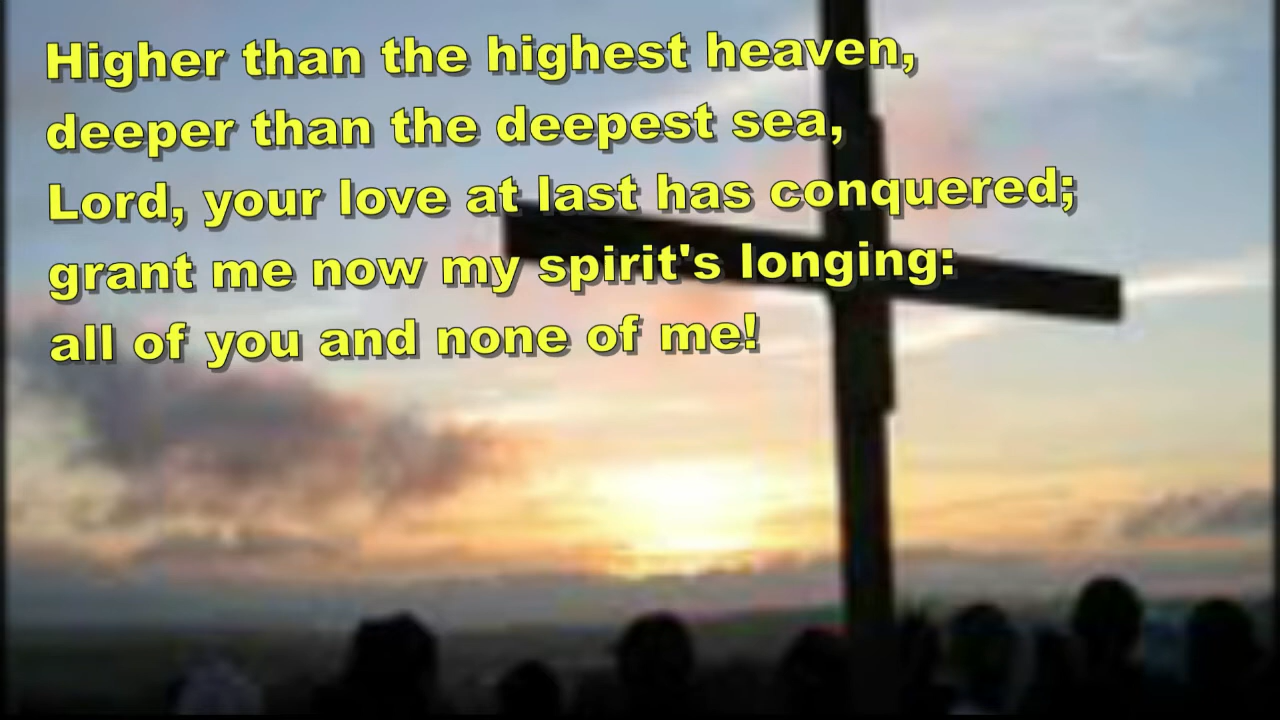 Higher than the highest heaven,
deeper than the deepest sea,
Lord, your love at last has conquered;
grant me now my spirit's longing:
all of you and none of me!